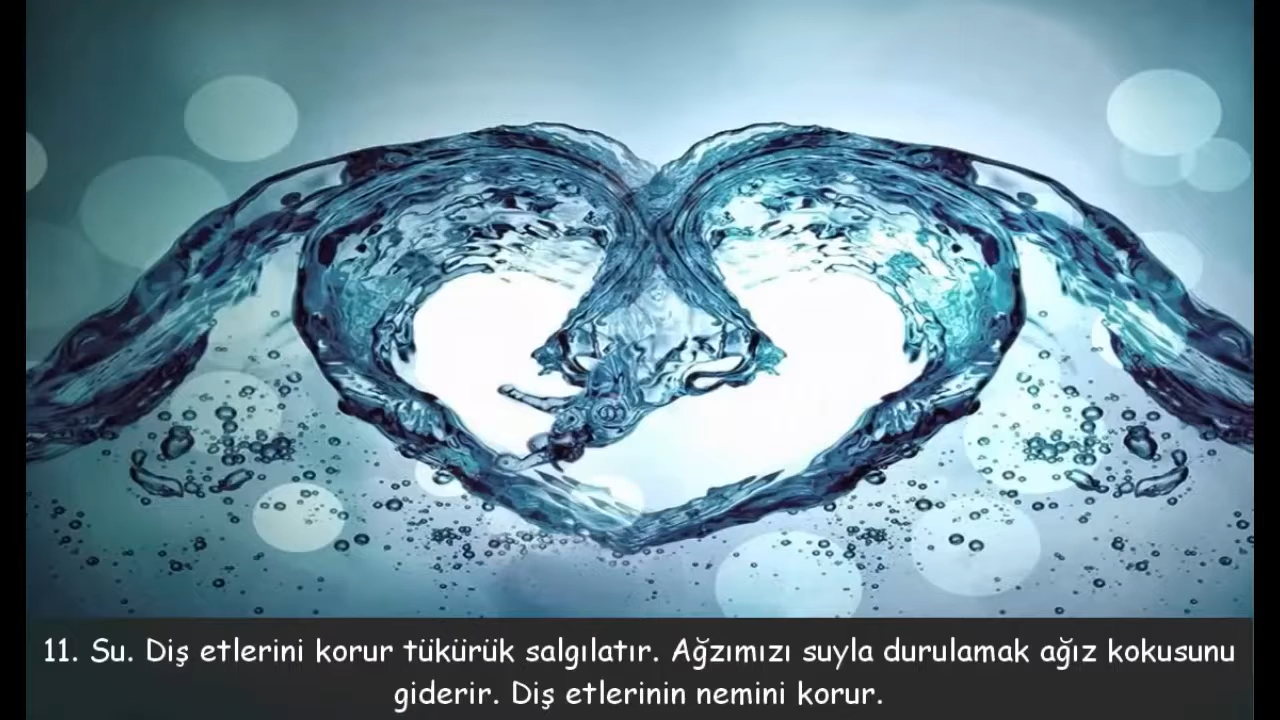 11. Su. Diş etlerini korur tükürük salgılatır. Ağzımızı suyla durulamak ağız kokusunu
giderir. Diş etlerinin nemini korur.